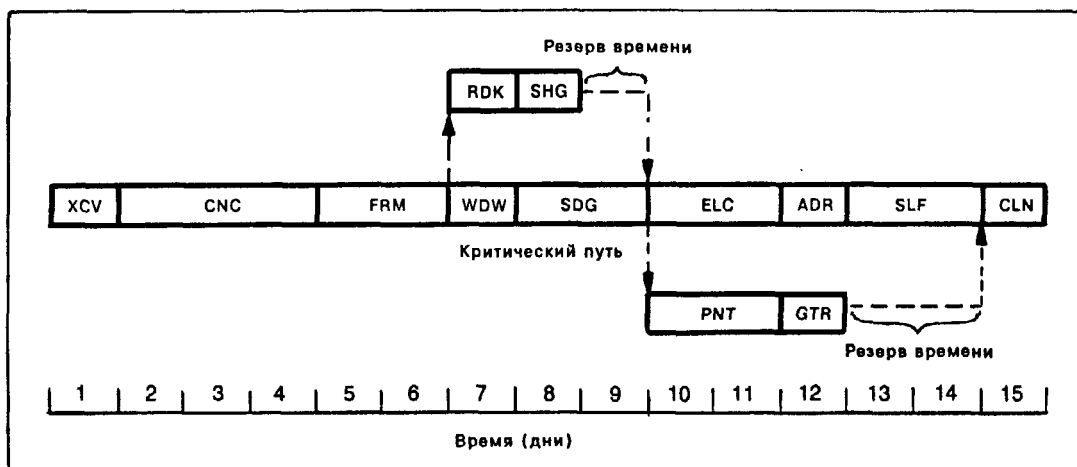 Резерв времени
RDK SHG
XCV CNC FRM WDW SDG ELC ADR SLF CLN
Критический путь
PNT GTR
Резерв времени
1 2 3 4 5 6 7 8 9 10 11 12 13 14 15
Время (дни)